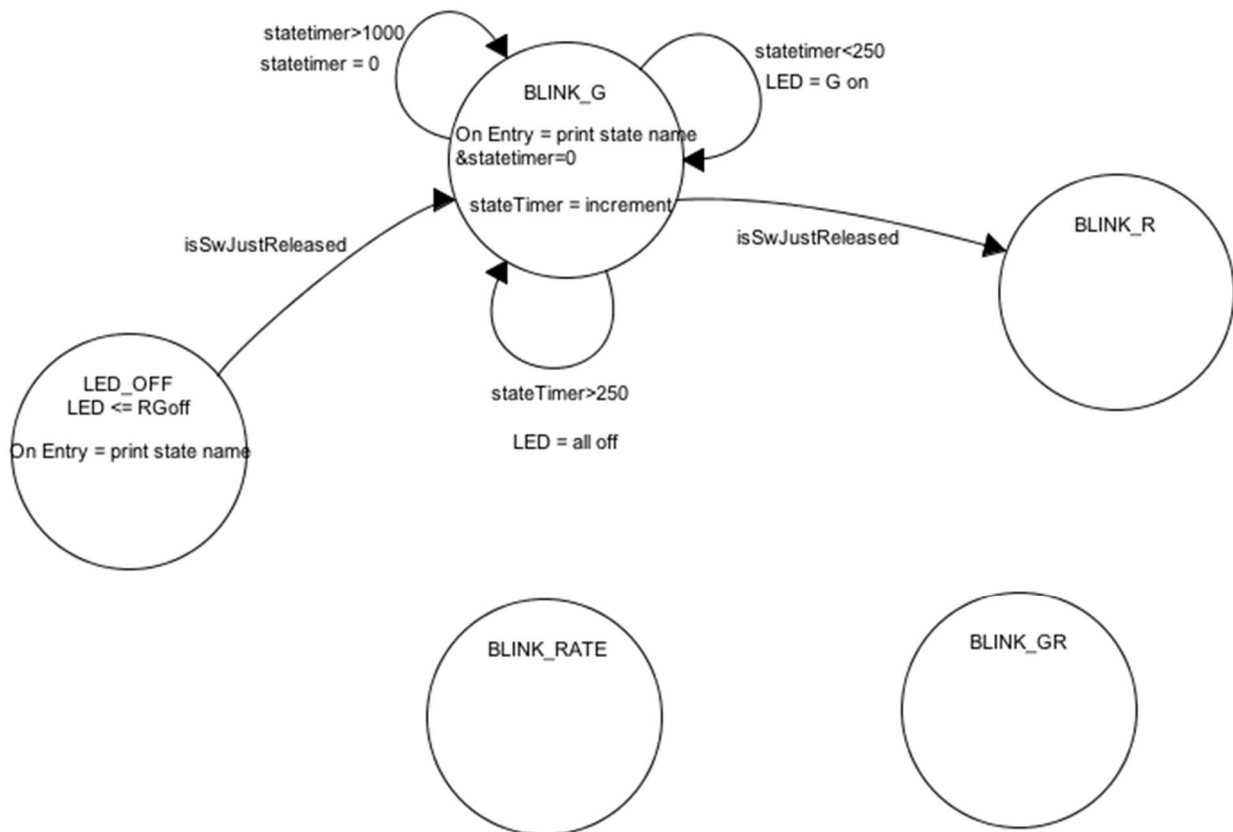 statetimer>1000
statetimer = 0
statetimer<250
LED = G on
BLINK_G
On Entry = print state name
&statetimer=0
stateTimer = increment
isSwJustReleased
isSwJustReleased
BLINK_R
LED_OFF
LED <= RGoff
On Entry = print state name
stateTimer>250
LED = all off
BLINK_RATE
BLINK_GR